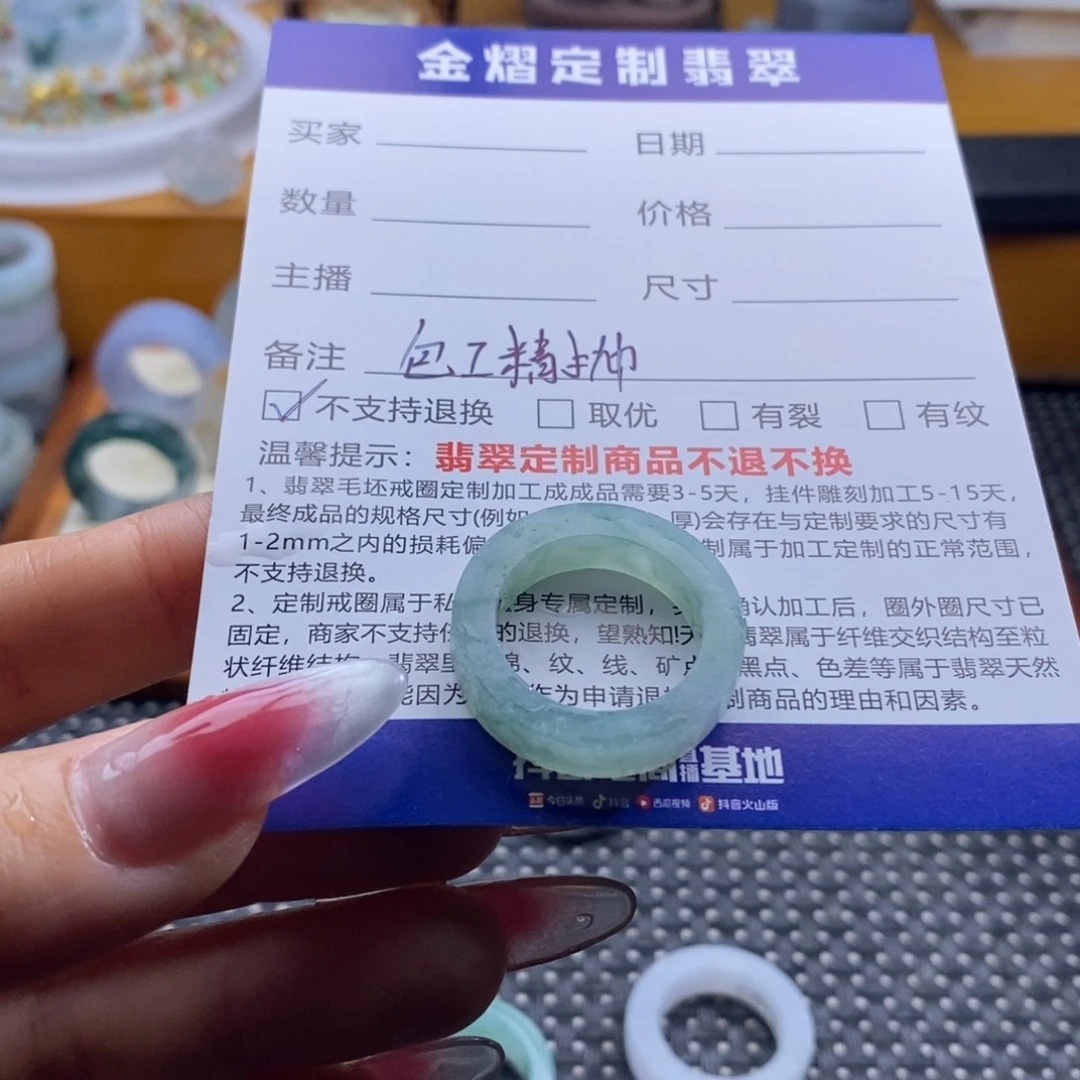 金熠定制翡翠
买家 日期
数量 价格
主播 尺寸
备注 包工精抛
不支持退换 取优 有裂 有纹
温馨提示：翡翠定制商品不退不换
1、翡翠毛坯戒圈定制加工成成品需要3-5天，挂件雕刻加工5-15天，
最终成品的规格尺寸(例如 厚)会存在与定制要求的尺寸有
1-2mm之内的损耗偏 制属于加工定制的正常范围，
不支持退换。
2、定制戒圈属于私 身专属定制， 确认加工后，圈外圈尺寸已
固定，商家不支持任 的退换，望熟知!天 翡翠属于纤维交织结构至粒
状纤维结构 翡翠里 棉、纹、线、矿点 黑点、色差等属于翡翠天然
能因为 作为申请退 制商品的理由和因素。
播基地
今日头条 抖音 西瓜视频 抖音火山版